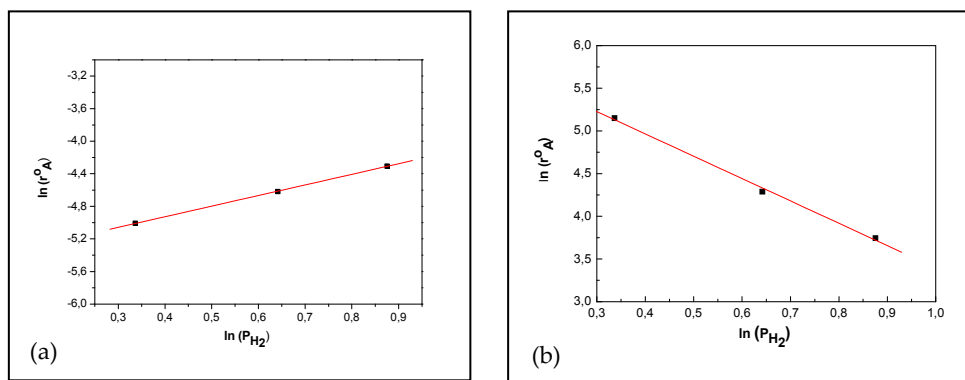 -3,2
-3,6
-4,0
-4,4
-4,8
-5,2
-5,6
-6,0
ln (r⁰A)
0,3 0,4 0,5 0,6 0,7 0,8 0,9
ln (PH2)
(a)
6,0
5,5
5,0
4,5
4,0
3,5
3,0
ln (r⁰A)
0,3 0,4 0,5 0,6 0,7 0,8 0,9 1,0
ln (PH2)
(b)